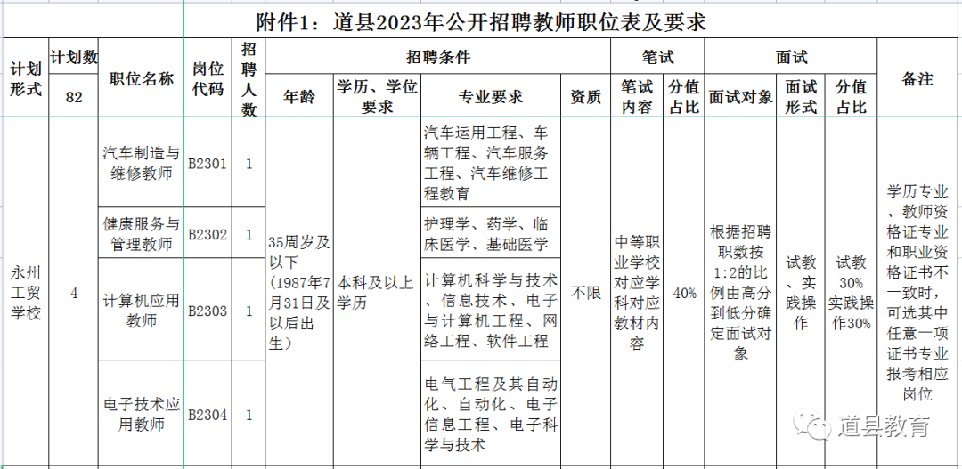 附件1：道县2023年公开招聘教师职位表及要求
计划
形式
计划数
82
职位名称
岗位
代码
招
聘
人
数
招聘条件
年龄
学历、学位
要求
专业要求
资质
笔试
笔试
内容
分值
占比
面试
面试对象
面试
形式
分值
占比
备注
永州
工贸
学校
4
汽车制造与
维修教师
B2301
1
汽车运用工程、车
辆工程、汽车服务
工程、汽车维修工
程教育
健康服务与
管理教师
B2302
1
护理学、药学、临
床医学、基础医学
计算机应用
教师
B2303
1
计算机科学与技术
、信息技术、电子
与计算机工程、网
络工程、软件工程
电子技术应
用教师
B2304
1
电气工程及其自动
化、自动化、电子
信息工程、电子科
学与技术
35周岁及
以下
(1987年7
月31日及
以后出
生）
本科及以上
学历
不限
中等职
业学校
对应学
科对应
教材内
容
40%
根据招聘
职数按
1:2的比
例由高分
到低分确
定面试对
象
试教
、实
践操
作
试教
30%
实践操
作30%
学历专业
、教师资
格证专业
和职业资
格证书不
一致时，
可选其中
任意一项
证书专业
报考相应
岗位
道县教育